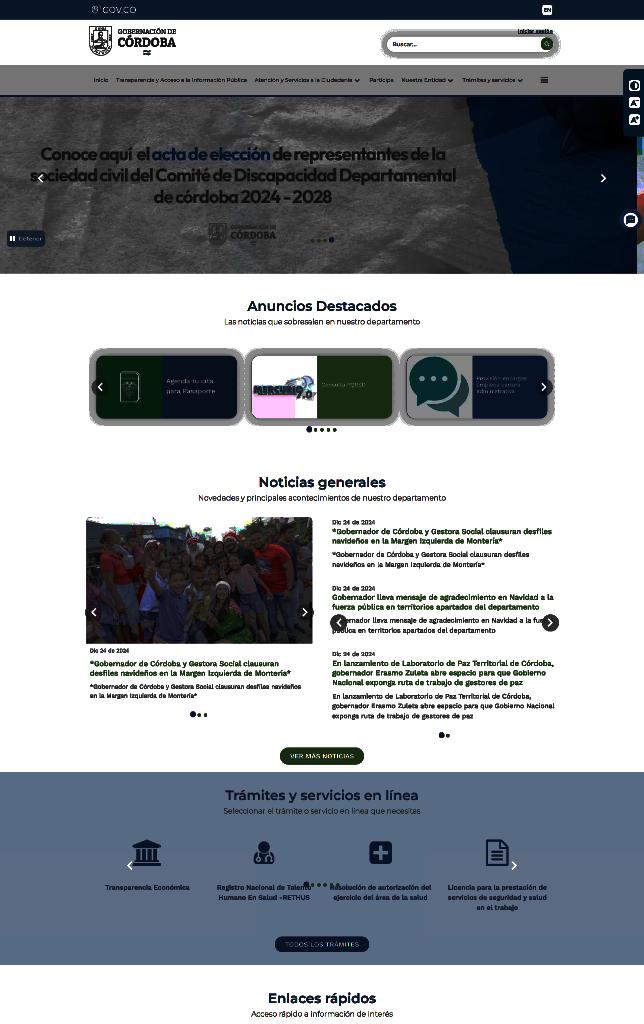 GOV.CO
EN
GOBERNACIÓN DE
CÓRDOBA
Iniciar sesión
Buscar...
Inicio Transparencia y Acceso a la Información Pública Atención y Servicios a la Ciudadanía Participa Nuestra Entidad Trámites y servicios
Conoce aquí el acta de elección de representantes de la
sociedad civil del Comité de Discapacidad Departamental
de córdoba 2024 - 2028
GOBERNACIÓN DE
CÓRDOBA
Detener
Anuncios Destacados
Las noticias que sobresalen en nuestro departamento
Agenda tu cita
para Pasaporte
MERCURIO
Consulta PQRSD
Provisión encargos
empleos carrera
administrativa
Noticias generales
Novedades y principales acontecimientos de nuestro departamento
Dic 24 de 2024
*Gobernador de Córdoba y Gestora Social clausuran
desfiles navideños en la Margen Izquierda de Montería*
*Gobernador de Córdoba y Gestora Social clausuran desfiles navideños
en la Margen Izquierda de Montería*
Dic 24 de 2024
*Gobernador de Córdoba y Gestora Social clausuran desfiles
navideños en la Margen Izquierda de Montería*
*Gobernador de Córdoba y Gestora Social clausuran desfiles
navideños en la Margen Izquierda de Montería*
Dic 24 de 2024
Gobernador lleva mensaje de agradecimiento en Navidad a la
fuerza pública en territorios apartados del departamento
Gobernador lleva mensaje de agradecimiento en Navidad a la fuerza
pública en territorios apartados del departamento
Dic 24 de 2024
En lanzamiento de Laboratorio de Paz Territorial de Córdoba,
gobernador Erasmo Zuleta abre espacio para que Gobierno
Nacional exponga ruta de trabajo de gestores de paz
En lanzamiento de Laboratorio de Paz Territorial de Córdoba,
gobernador Erasmo Zuleta abre espacio para que Gobierno Nacional
exponga ruta de trabajo de gestores de paz
VER MÁS NOTICIAS
Trámites y servicios en línea
Seleccionar el trámite o servicio en línea que necesitas
Transparencia Económica
Registro Nacional de Talento
Humano En Salud -RETHUS
Resolución de autorización del
ejercicio del área de la salud
Licencia para la prestación de
servicios de seguridad y salud
en el trabajo
TODOS LOS TRÁMITES
Enlaces rápidos
Acceso rápido a información de interés